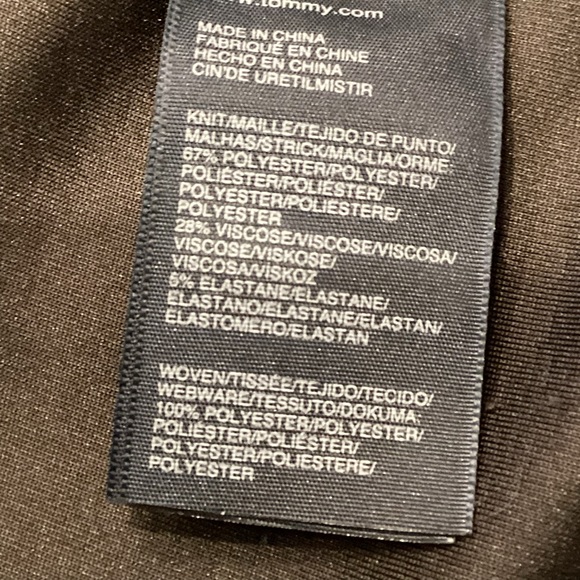 www.tommy.com
MADE IN CHINA
FABRIQUÉ EN CHINE
HECHO EN CHINA
CIN'DE URETILMISTIR
KNIT/MAILLE/TEJIDO DE PUNTO/
MALHAS/STRICK/MAGLIA/ORME
67% POLYESTER/POLYESTER/
POLIÉSTER/POLIÉSTER/
POLYESTER/POLIESTERE/
POLYESTER
28% VISCOSE/VISCOSE/VISCOSA/
VISCOSE/VISKOSE/
VISCOSA/VISKOZ
5% ELASTANE/ELASTANE/
ELASTANO/ELASTANE/ELASTAN/
ELASTOMERO/ELASTAN
WOVEN/TISSÉE/TEJIDO/TECIDO/
WEBWARE/TESSUTO/DOKUMA
100% POLYESTER/POLYESTER/
POLIÉSTER/POLIÉSTER/
POLYESTER/POLIESTERE/
POLYESTER